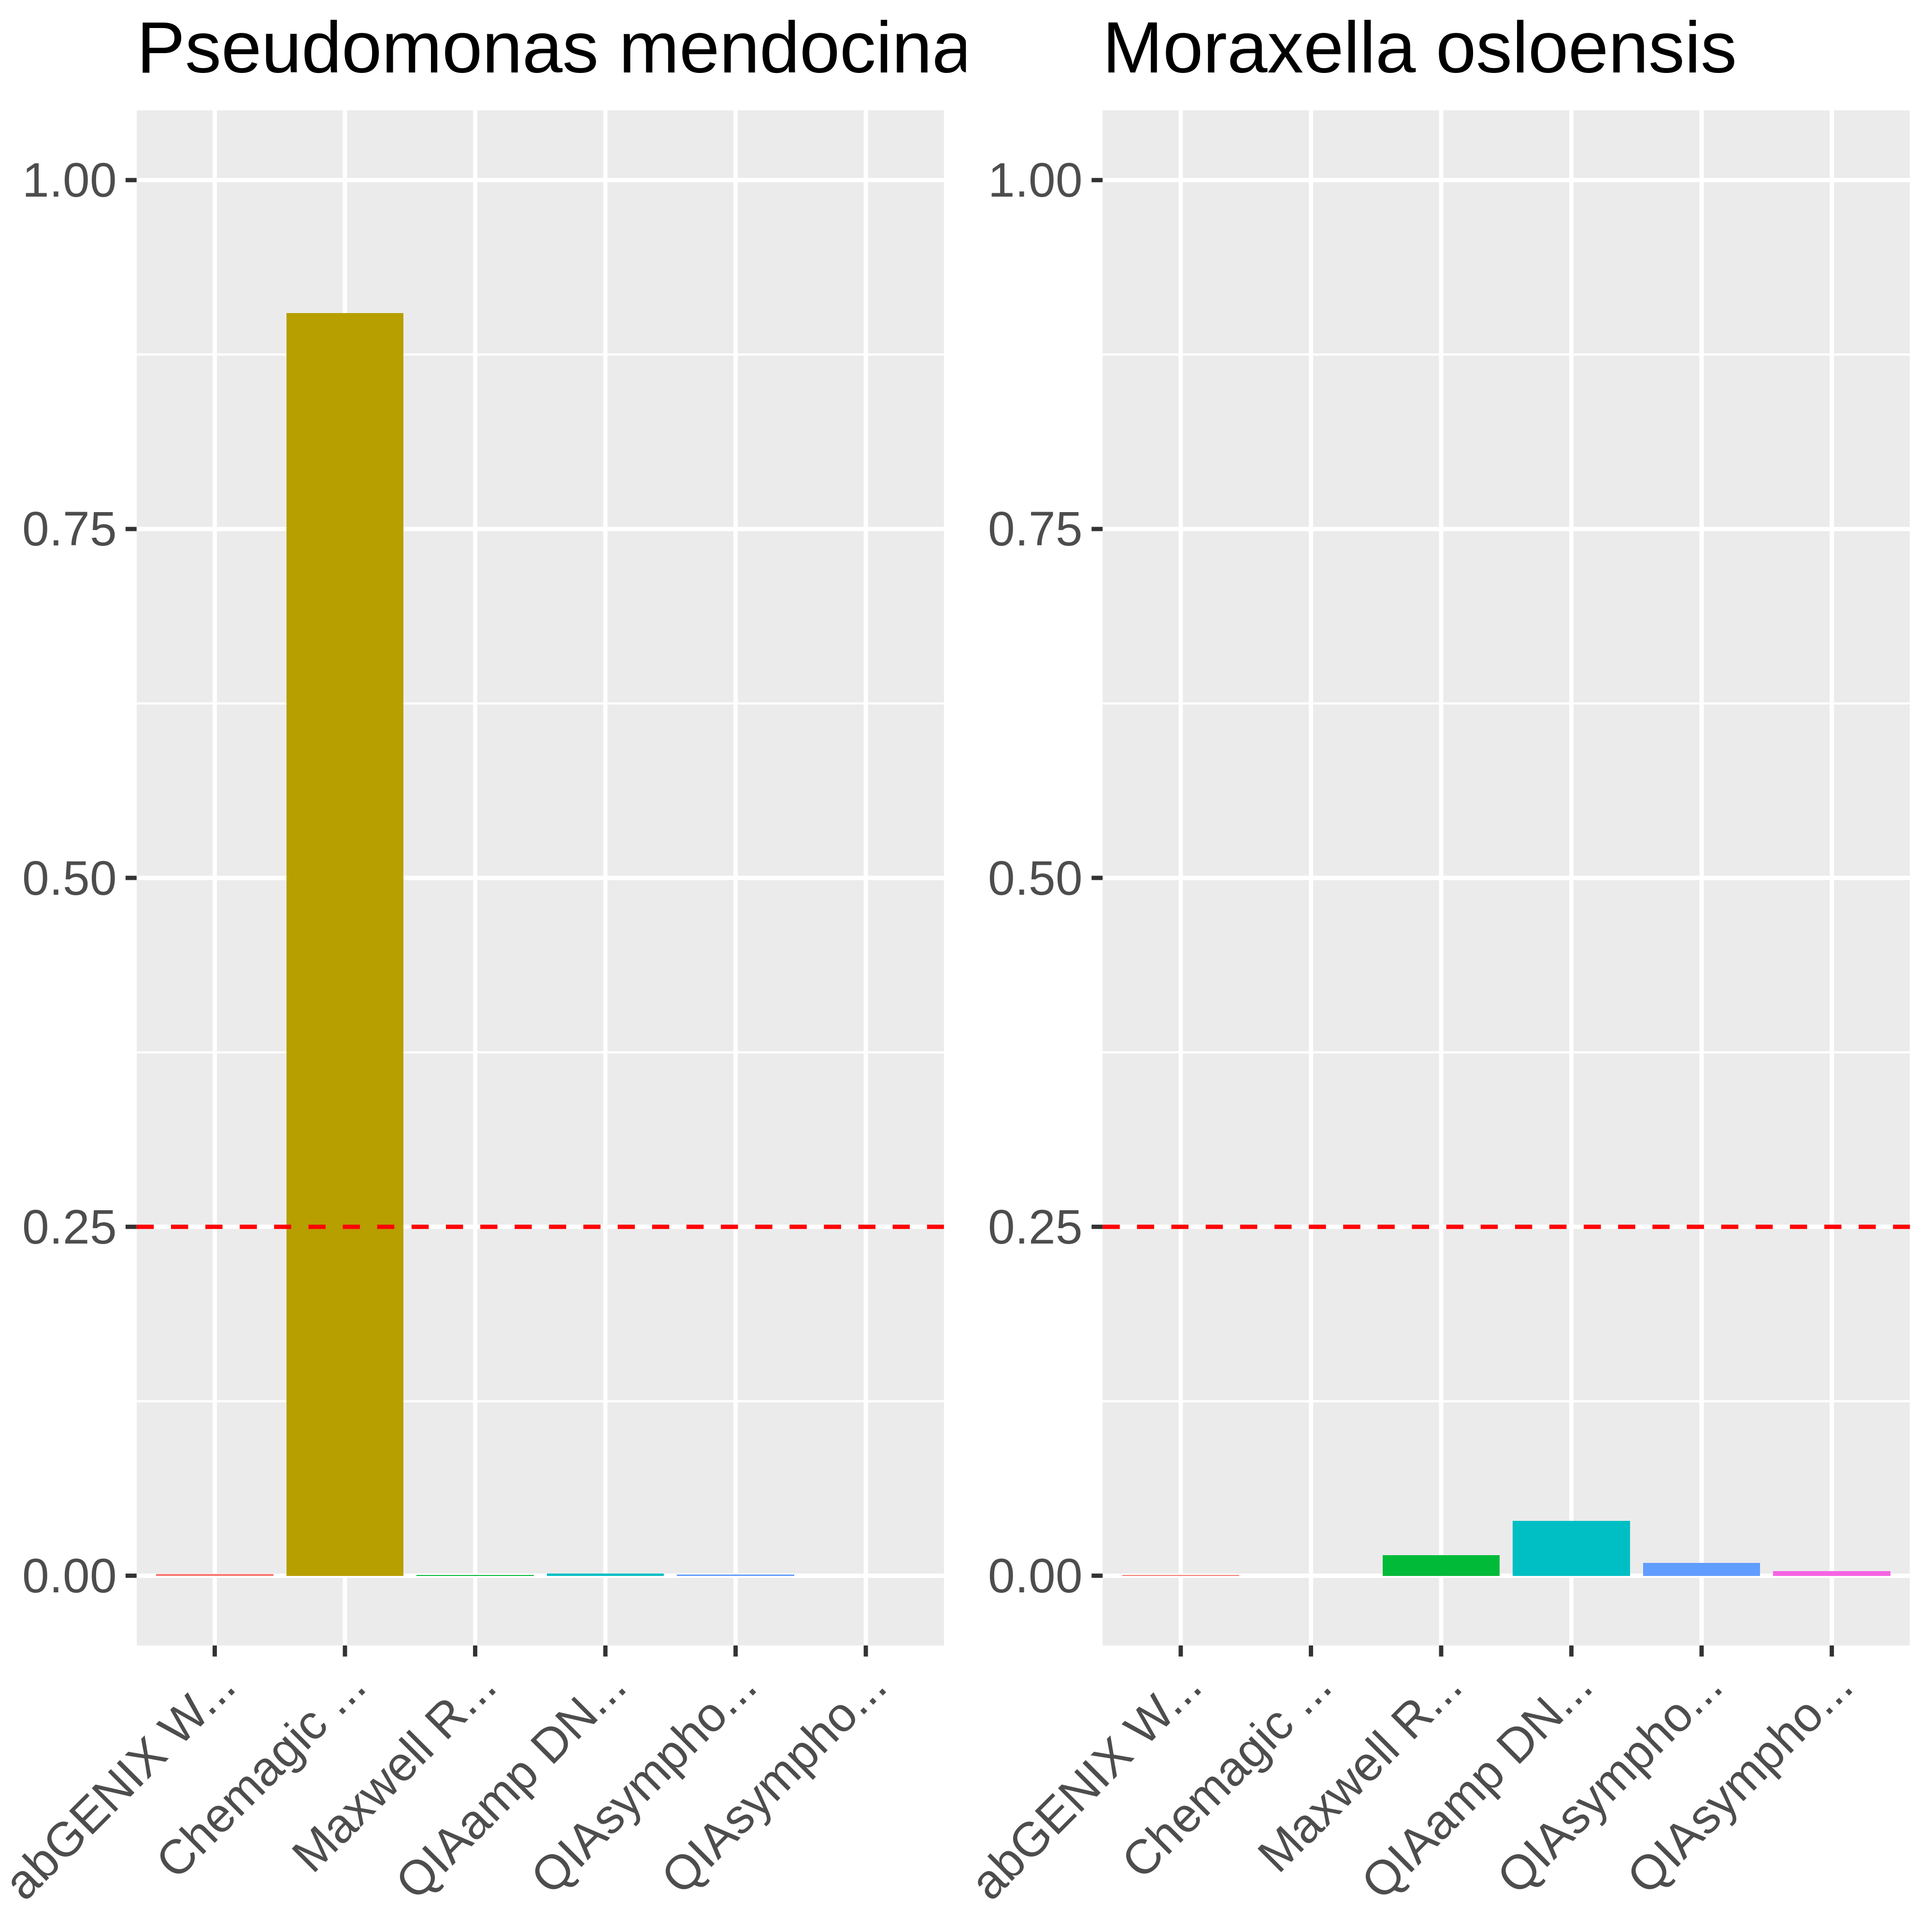 Pseudomonas mendocina
1.00
0.75
0.50
0.25
0.00
abGENIX W...
Chemagic ...
Maxwell R...
QIAamp DN...
QIAsympho...
QIAsympho...
Moraxella osloensis
1.00
0.75
0.50
0.25
0.00
abGENIX W...
Chemagic ...
Maxwell R...
QIAamp DN...
QIAsympho...
QIAsympho...